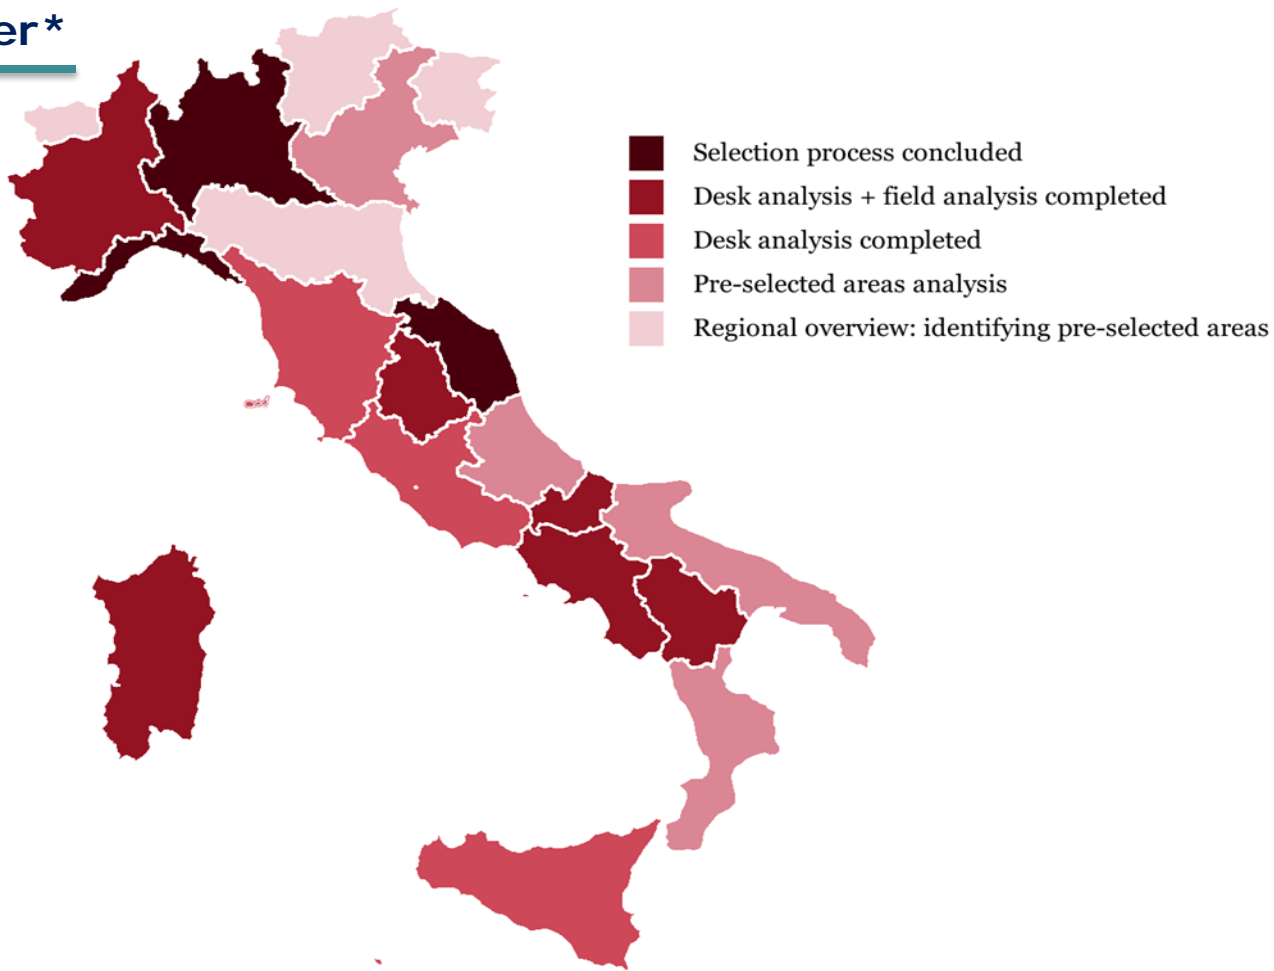 er*
Selection process concluded
Desk analysis + field analysis completed
Desk analysis completed
Pre-selected areas analysis
Regional overview: identifying pre-selected areas